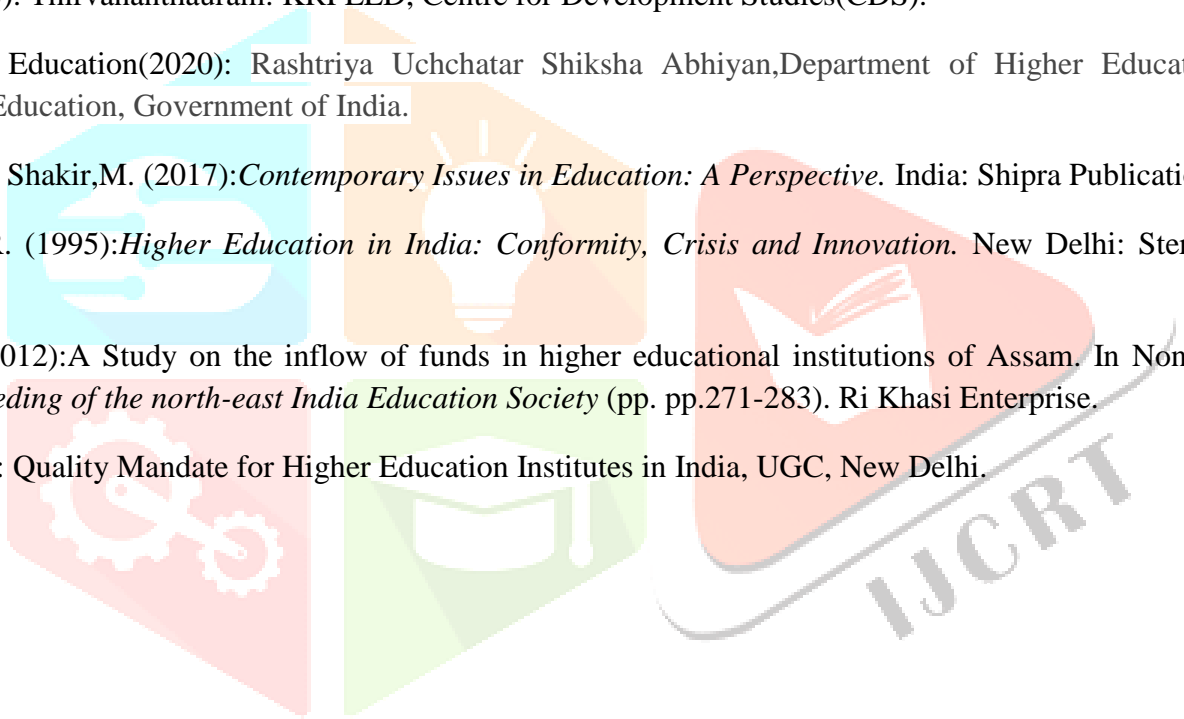 ). Thirvananthauram: KRPLLD, Centre for Development Studies(CDS).
Education(2020): Rashtriya Uchchatar Shiksha Abhiyan,Department of Higher Educat
Education, Government of India.
Shakir,M. (2017):Contemporary Issues in Education: A Perspective. India: Shipra Publicati
R. (1995):Higher Education in India: Conformity, Crisis and Innovation. New Delhi: Ster
012):A Study on the inflow of funds in higher educational institutions of Assam. In Non
eding of the north-east India Education Society (pp. pp.271-283). Ri Khasi Enterprise.
: Quality Mandate for Higher Education Institutes in India, UGC, New Delhi.
IJCRT